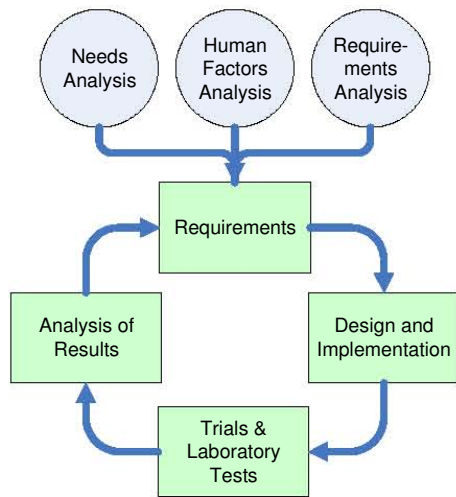 Needs
Analysis
Human
Factors
Analysis
Require-
ments
Analysis
Requirements
Analysis of
Results
Design and
Implementation
Trials &
Laboratory
Tests